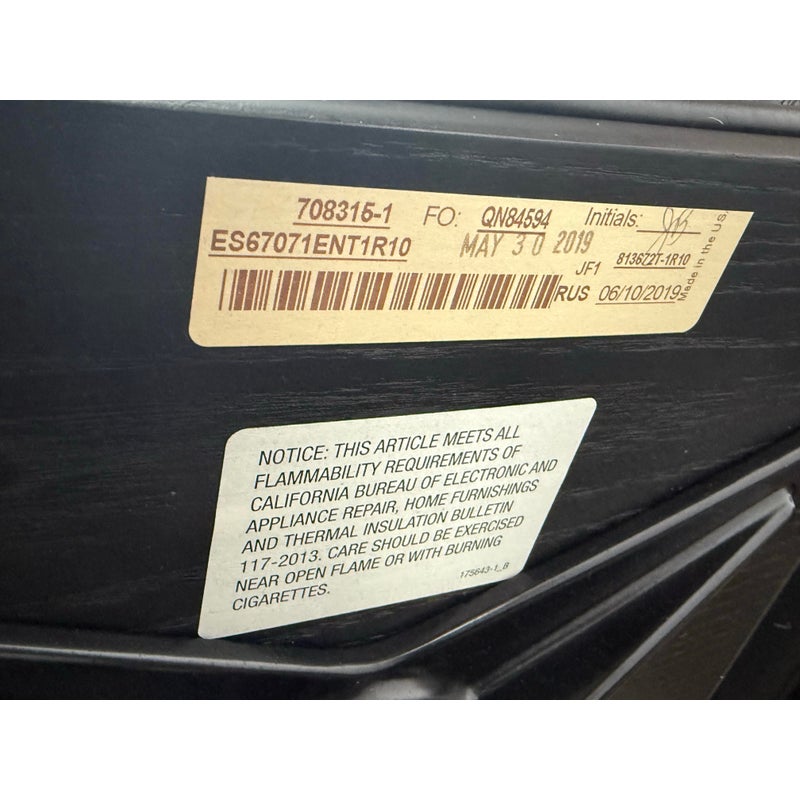 708315-1 FO: QN84594 Initials:
ES67071ENT1R10 MAY 30 2019 JF1 813672T-1R10
RUS 06/10/2019
Made in the US
NOTICE: THIS ARTICLE MEETS ALL
FLAMMABILITY REQUIREMENTS OF
CALIFORNIA BUREAU OF ELECTRONIC AND
APPLIANCE REPAIR, HOME FURNISHINGS
AND THERMAL INSULATION BULLETIN
117-2013. CARE SHOULD BE EXERCISED
NEAR OPEN FLAME OR WITH BURNING
CIGARETTES.
175643-1_B